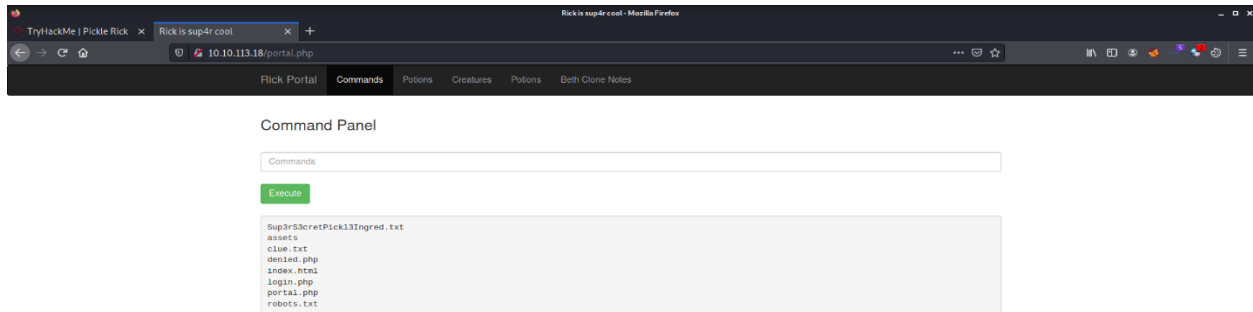 Rick is sup4r cool - Mozilla Firefox
TryHackMe | Pickle Rick
Rick is sup4r cool
10.10.113.18/portal.php
Rick Portal Commands Potions Creatures Potions Beth Clone Notes
Command Panel
Commands
Execute
Sup3rS3cretPickl3Ingred.txt
assets
clue.txt
denied.php
index.html
login.php
portal.php
robots.txt